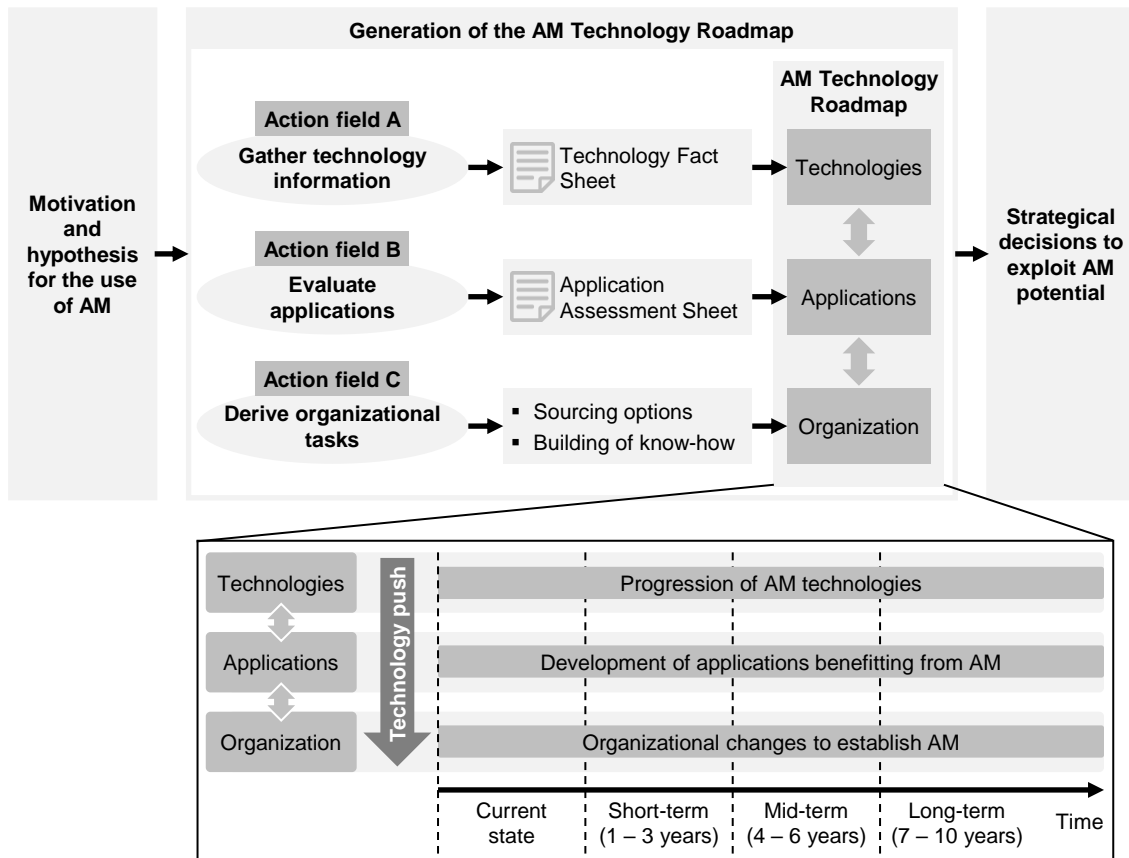 Generation of the AM Technology Roadmap
Motivation
and
hypothesis
for the use
of AM
Action field A
Gather technology
information
Technology Fact
Sheet
Action field B
Evaluate
applications
Application
Assessment Sheet
Action field C
Derive organizational
tasks
▪ Sourcing options
▪ Building of know-how
AM Technology
Roadmap
Technologies
Applications
Organization
Strategical
decisions to
exploit AM
potential
Technologies
Applications
Organization
Technology push
Progression of AM technologies
Development of applications benefitting from AM
Organizational changes to establish AM
Current
state
Short-term
(1 – 3 years)
Mid-term
(4 – 6 years)
Long-term
(7 – 10 years)
Time